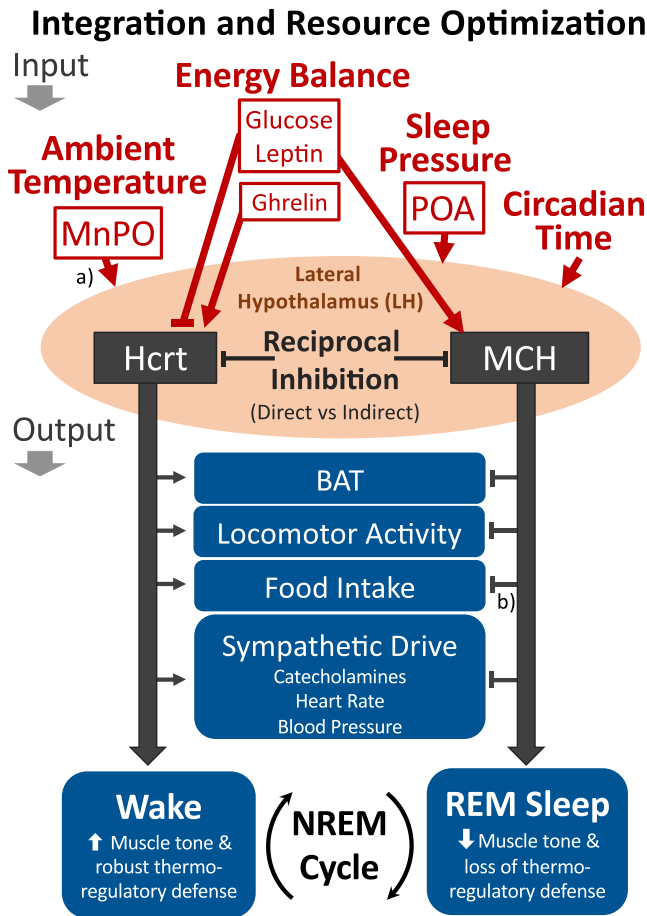 Integration and Resource Optimization
Input
Energy Balance
Glucose
Leptin
Ghrelin
Ambient
Temperature
MnPO
a)
Sleep
Pressure
POA
Circadian
Time
Lateral
Hypothalamus (LH)
Hcrt
Reciprocal
Inhibition
(Direct vs Indirect)
MCH
Output
BAT
Locomotor Activity
Food Intake
b)
Sympathetic Drive
Catecholamines
Heart Rate
Blood Pressure
Wake
Muscle tone &
robust thermo-
regulatory defense
NREM
Cycle
REM Sleep
Muscle tone &
loss of thermo-
regulatory defense